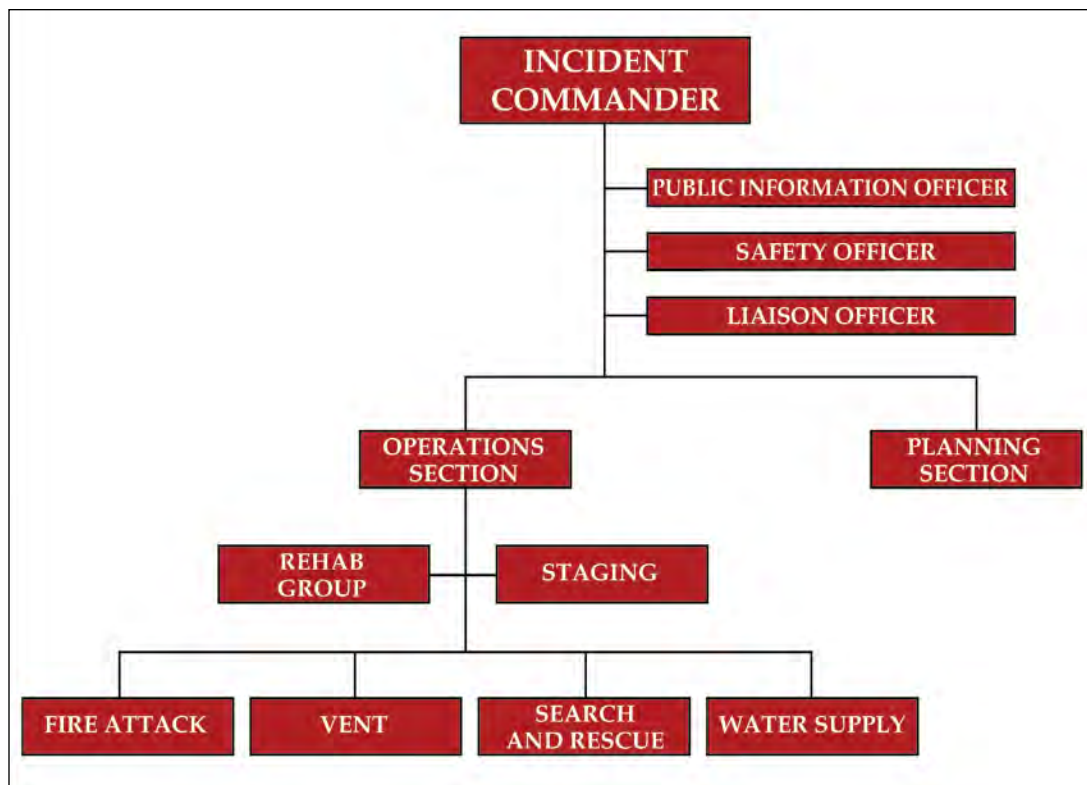 INCIDENT
COMMANDER
PUBLIC INFORMATION OFFICER
SAFETY OFFICER
LIAISON OFFICER
OPERATIONS
SECTION
PLANNING
SECTION
REHAB
GROUP
STAGING
FIRE ATTACK
VENT
SEARCH
AND RESCUE
WATER SUPPLY